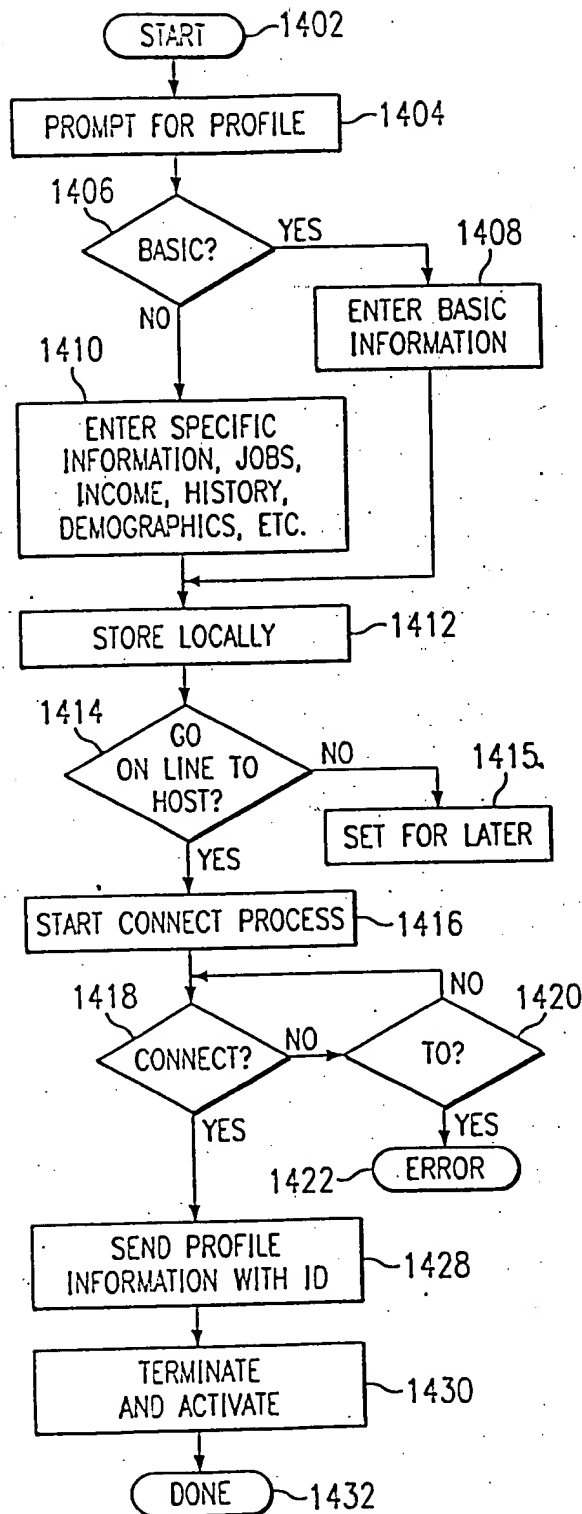 START 1402
PROMPT FOR PROFILE 1404
1406
BASIC?
YES
NO
1408
ENTER BASIC
INFORMATION
1410
ENTER SPECIFIC
INFORMATION, JOBS,
INCOME, HISTORY,
DEMOGRAPHICS, ETC.
STORE LOCALLY 1412
1414
GO
ON LINE TO
HOST?
NO
YES
1415
SET FOR LATER
START CONNECT PROCESS 1416
1418
CONNECT?
NO
YES
1420
TO?
NO
YES
1422 ERROR
SEND PROFILE
INFORMATION WITH ID
1428
TERMINATE
AND ACTIVATE
1430
DONE 1432